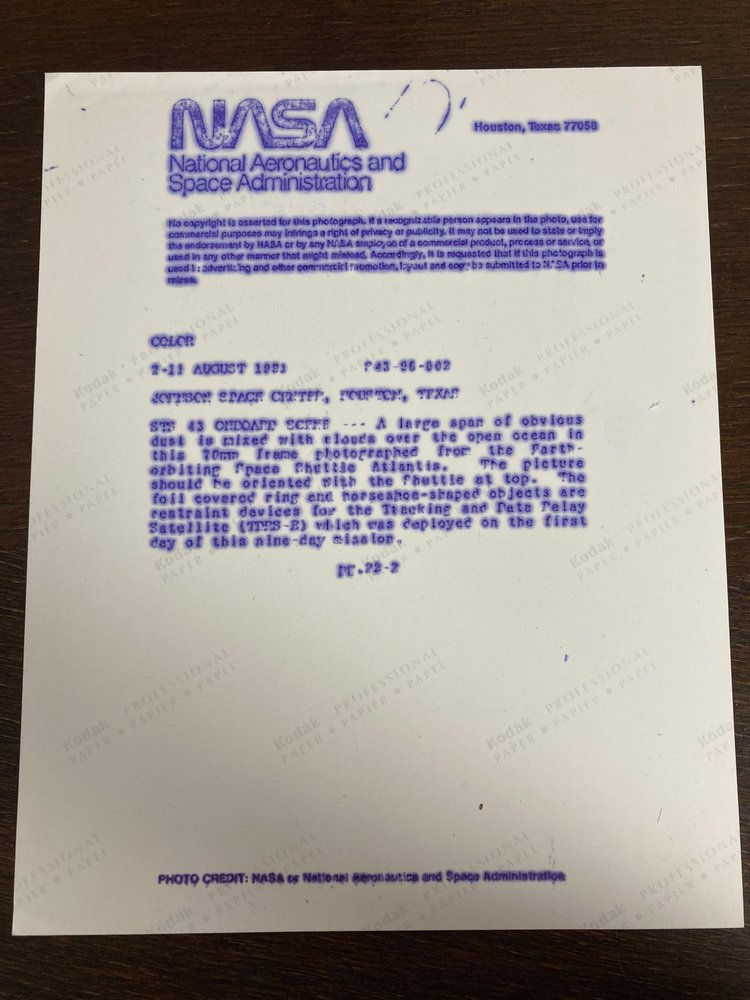 NASA
Houston, Texas 77058
National Aeronautics and
Space Administration
No copyright is asserted for this photograph. If a recognizable person appears in the photo, use for
commercial purposes may infringe a right of privacy or publicity. It may not be used to state or imply
the endorsement by NASA or by any NASA employee of a commercial product, process or service, or
used in any other manner that might mislead. Accordingly, it is requested that if this photograph is
used in advertising and other commercial promotion, layout and copy be submitted to NASA prior to
release.
COLOR
2-11 AUGUST 1991
JOHNSON SPACE CENTER, HOUSTON, TEXAS
STS 43 ONBOARD SCENE --- A large span of obvious
dust is mixed with clouds over the open ocean in
this 70mm frame photographed from the Earth-
orbiting Space Shuttle Atlantis. The picture
should be oriented with the Shuttle at top. The
foil covered ring and horseshoe-shaped objects are
restraint devices for the Tracking and Data Relay
Satellite (TDRS-E) which was deployed on the first
day of this nine-day mission.
PHOTO CREDIT: NASA or National Aeronautics and Space Administration
Kodak PROFESSIONAL
PAPER • PAPIER • PAPEL